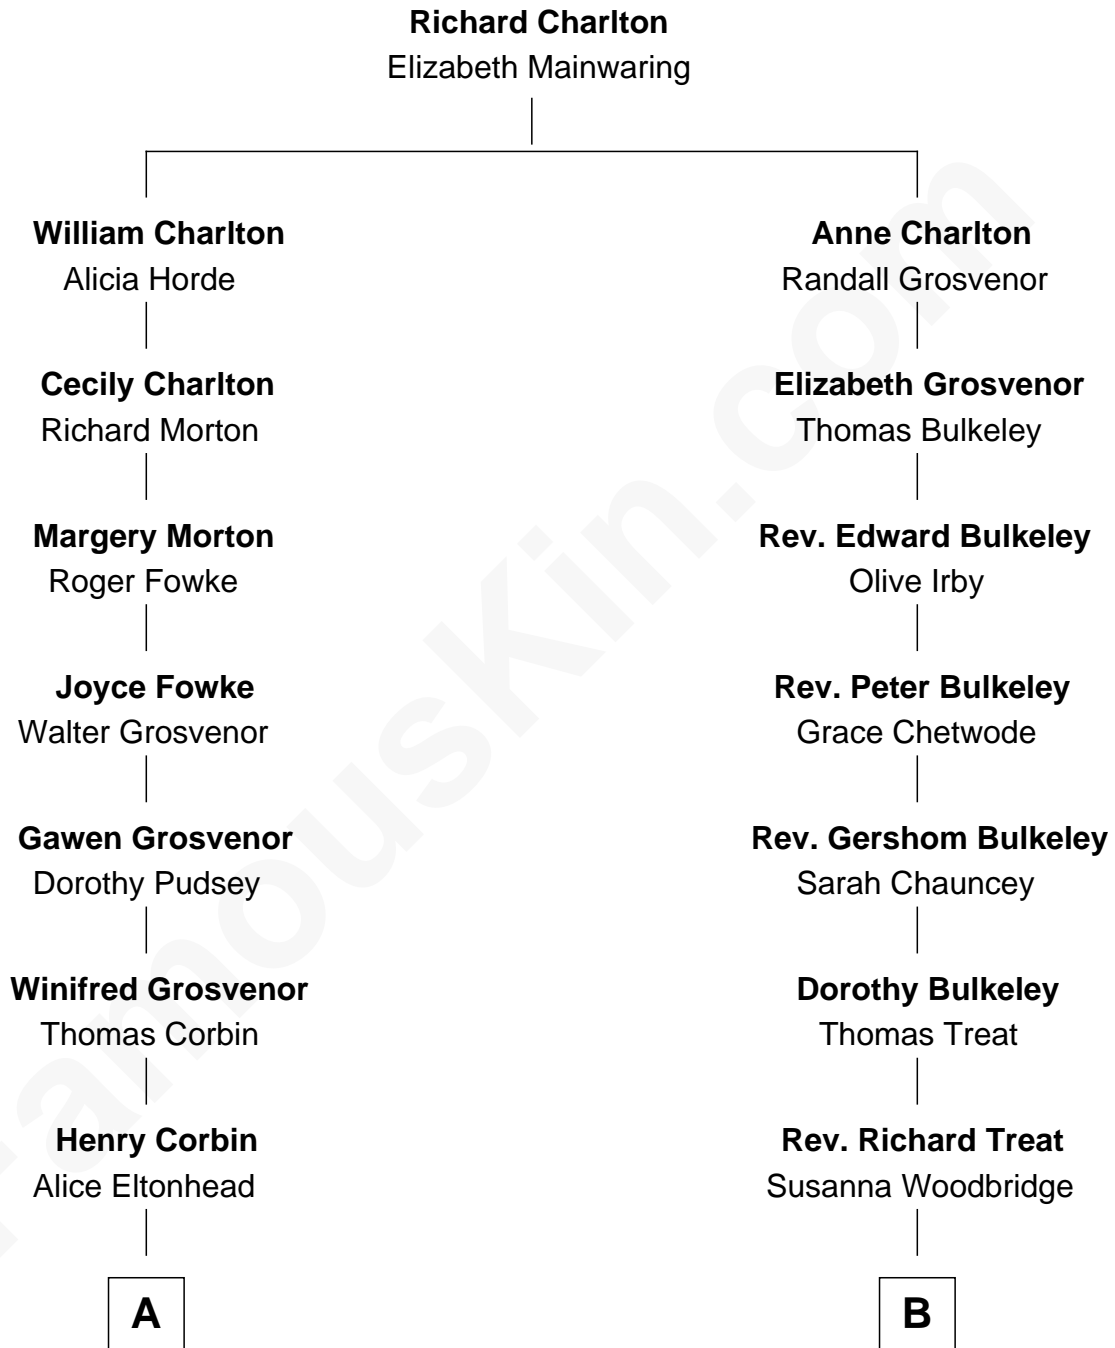 Richard Charlton
Elizabeth Mainwaring
William Charlton
Alicia Horde
Anne Charlton
Randall Grosvenor
Cecily Charlton
Richard Morton
Elizabeth Grosvenor
Thomas Bulkeley
Margery Morton
Roger Fowke
Rev. Edward Bulkeley
Olive Irby
Joyce Fowke
Walter Grosvenor
Rev. Peter Bulkeley
Grace Chetwode
Gawen Grosvenor
Dorothy Pudsey
Rev. Gershom Bulkeley
Sarah Chauncey
Winifred Grosvenor
Thomas Corbin
Dorothy Bulkeley
Thomas Treat
Henry Corbin
Alice Eltonhead
Rev. Richard Treat
Susanna Woodbridge
A
B
FamousKin.com